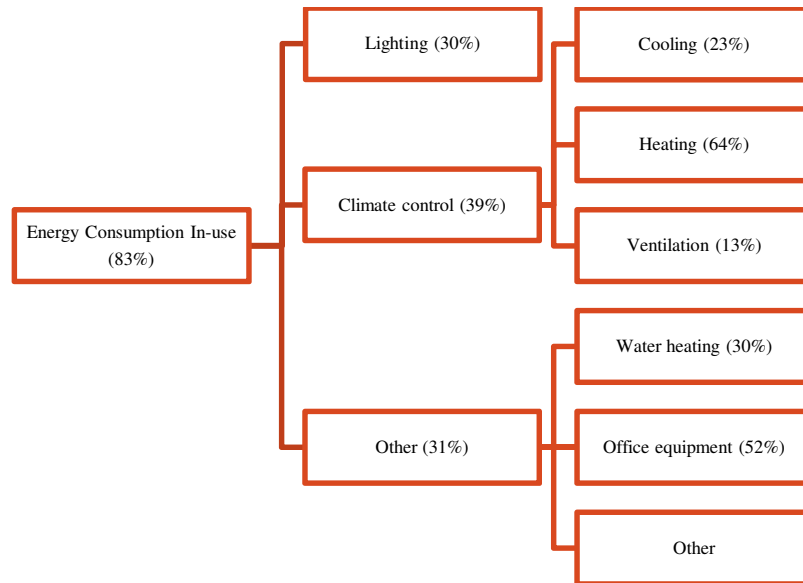 Energy Consumption In-use
(83%)
Lighting (30%)
Climate control (39%)
Cooling (23%)
Heating (64%)
Ventilation (13%)
Other (31%)
Water heating (30%)
Office equipment (52%)
Other